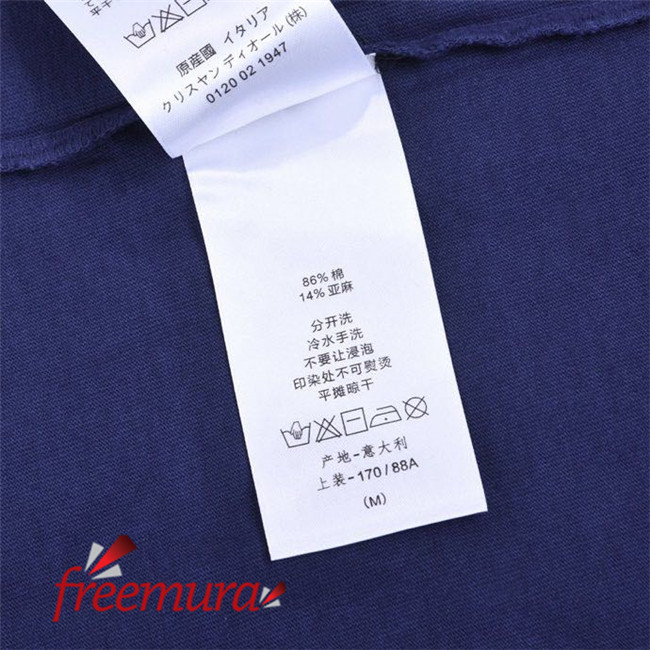 原産國 イタリア
クリスヤン ディオール(株)
0120 02 1947
86% 棉
14% 亚麻
分开洗
冷水手洗
不要让浸泡
印染处不可熨烫
平摊晾干
产地-意大利
上装-170/88A
(M)
freemura